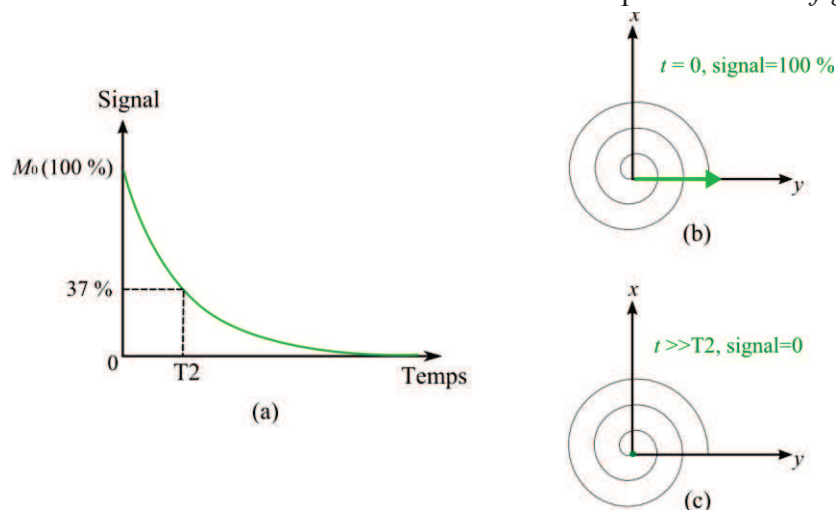 Signal
M₀ (100 %)
37 %
0
T2
Temps
(a)
x
t = 0, signal=100 %
y
(b)
x
t >>T2, signal=0
y
(c)